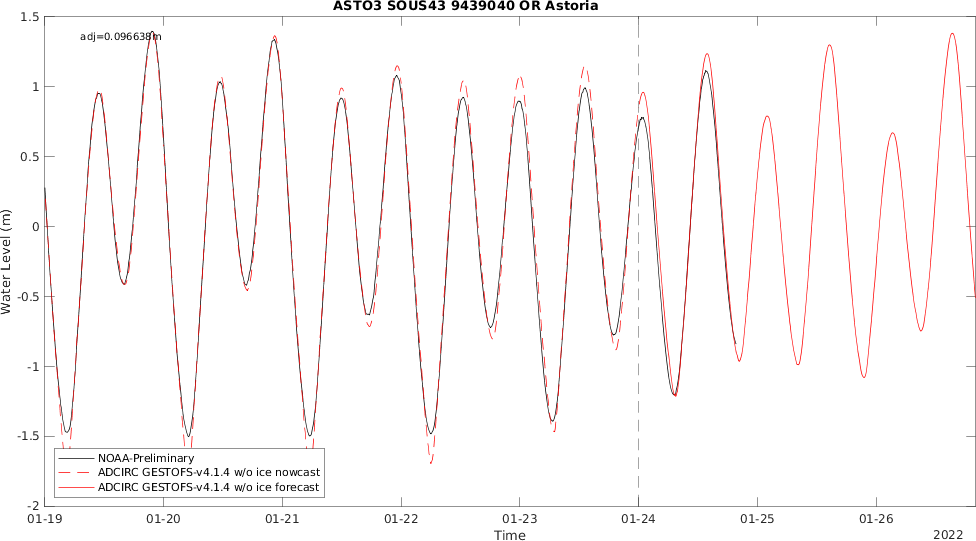 ASTO3 SOUS43 9439040 OR Astoria
adj=0.096638m
1.5
1
0.5
0
-0.5
-1
-1.5
-2
Water Level (m)
NOAA-Preliminary
ADCIRC GESTOFS-v4.1.4 w/o ice nowcast
ADCIRC GESTOFS-v4.1.4 w/o ice forecast
01-19 01-20 01-21 01-22 01-23 01-24 01-25 01-26
Time
2022